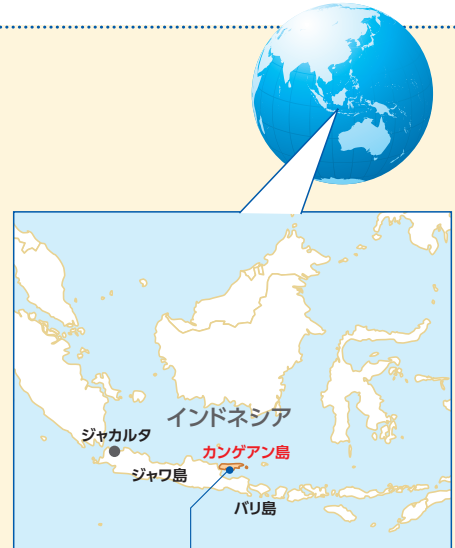 インドネシア
ジャカルタ
カンゲアン島
ジャワ島
バリ島